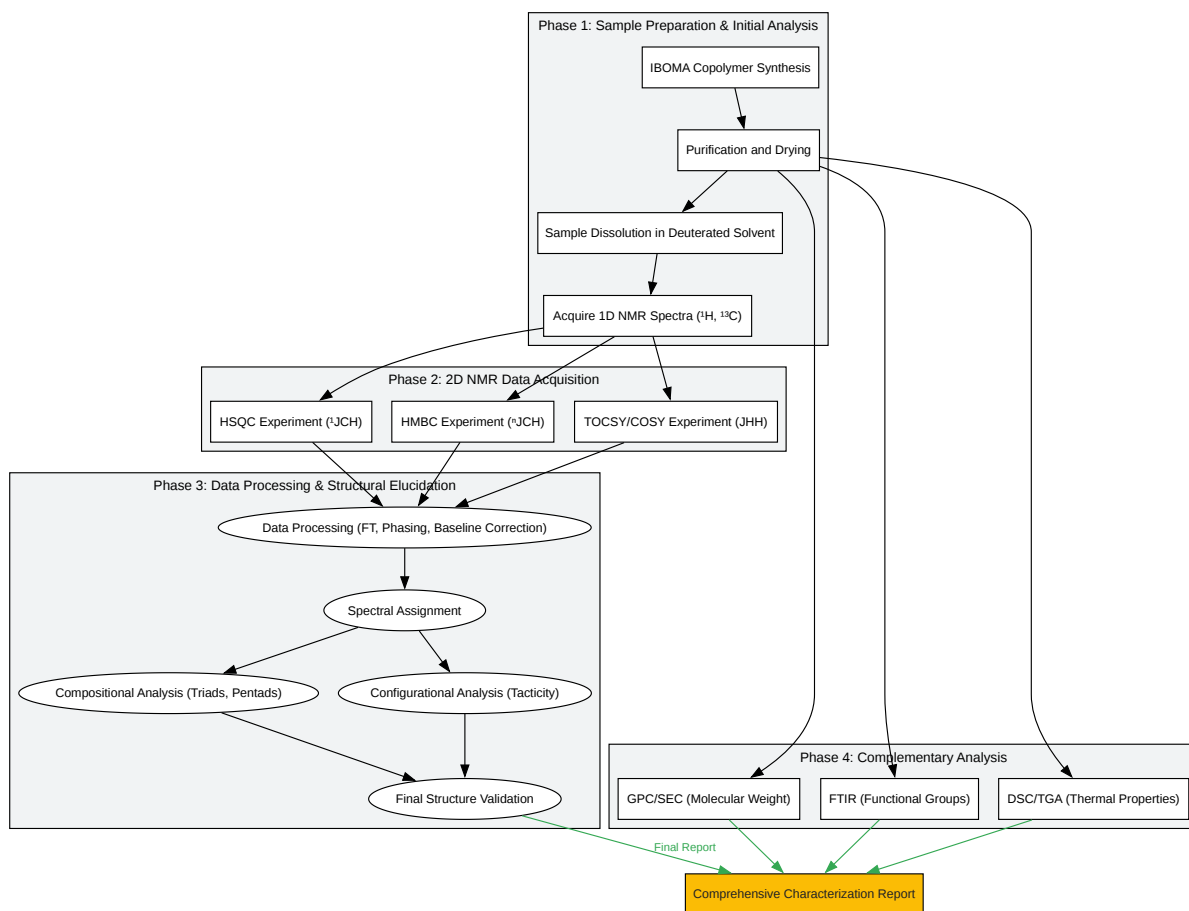 Phase 1: Sample Preparation & Initial Analysis
IBOMA Copolymer Synthesis
Purification and Drying
Sample Dissolution in Deuterated Solvent
Acquire 1D NMR Spectra (¹H, ¹³C)
Phase 2: 2D NMR Data Acquisition
HSQC Experiment (¹JCH)
HMBC Experiment (ⁿJCH)
TOCSY/COSY Experiment (JHH)
Phase 3: Data Processing & Structural Elucidation
Data Processing (FT, Phasing, Baseline Correction)
Spectral Assignment
Compositional Analysis (Triads, Pentads)
Configurational Analysis (Tacticity)
Final Structure Validation
Phase 4: Complementary Analysis
GPC/SEC (Molecular Weight)
FTIR (Functional Groups)
DSC/TGA (Thermal Properties)
Final Report
Comprehensive Characterization Report